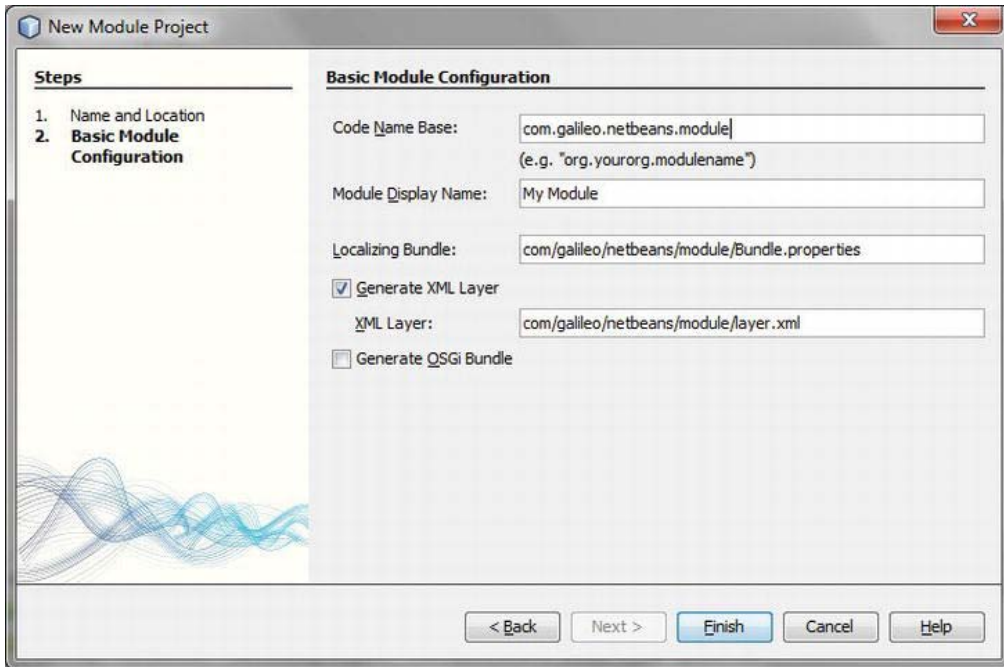 New Module Project
Steps
1. Name and Location
2. Basic Module
Configuration
Basic Module Configuration
Code Name Base: com.galileo.netbeans.module
(e.g. "org.yourorg.modulename")
Module Display Name: My Module
Localizing Bundle: com/galileo/netbeans/module/Bundle.properties
Generate XML Layer
XML Layer: com/galileo/netbeans/module/layer.xml
Generate OSGi Bundle
< Back Next > Finish Cancel Help